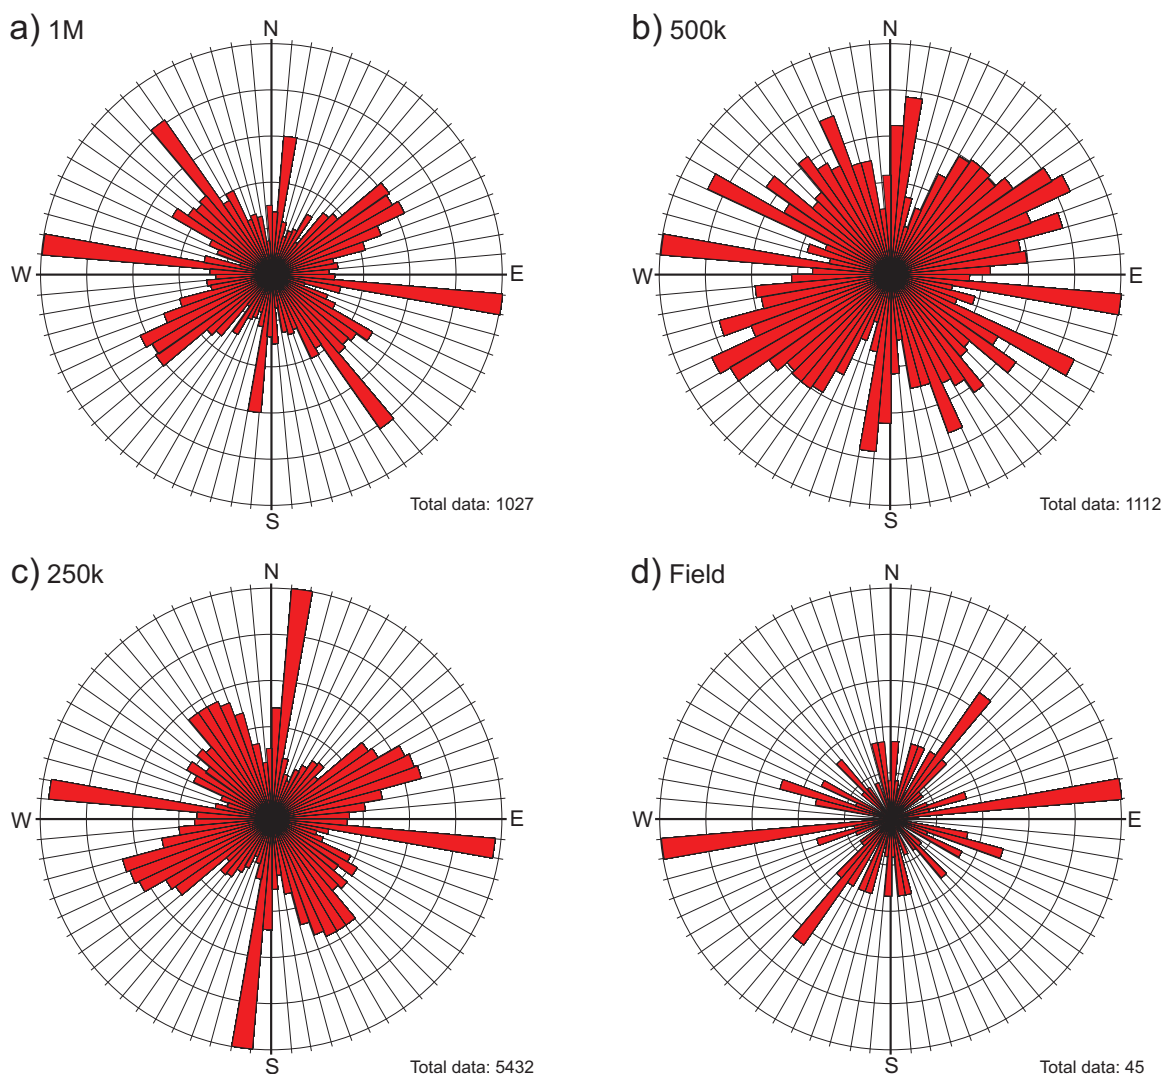 a) 1M
N
W
E
S
Total data: 1027
b) 500k
N
W
E
S
Total data: 1112
c) 250k
N
W
E
S
Total data: 5432
d) Field
N
W
E
S
Total data: 45